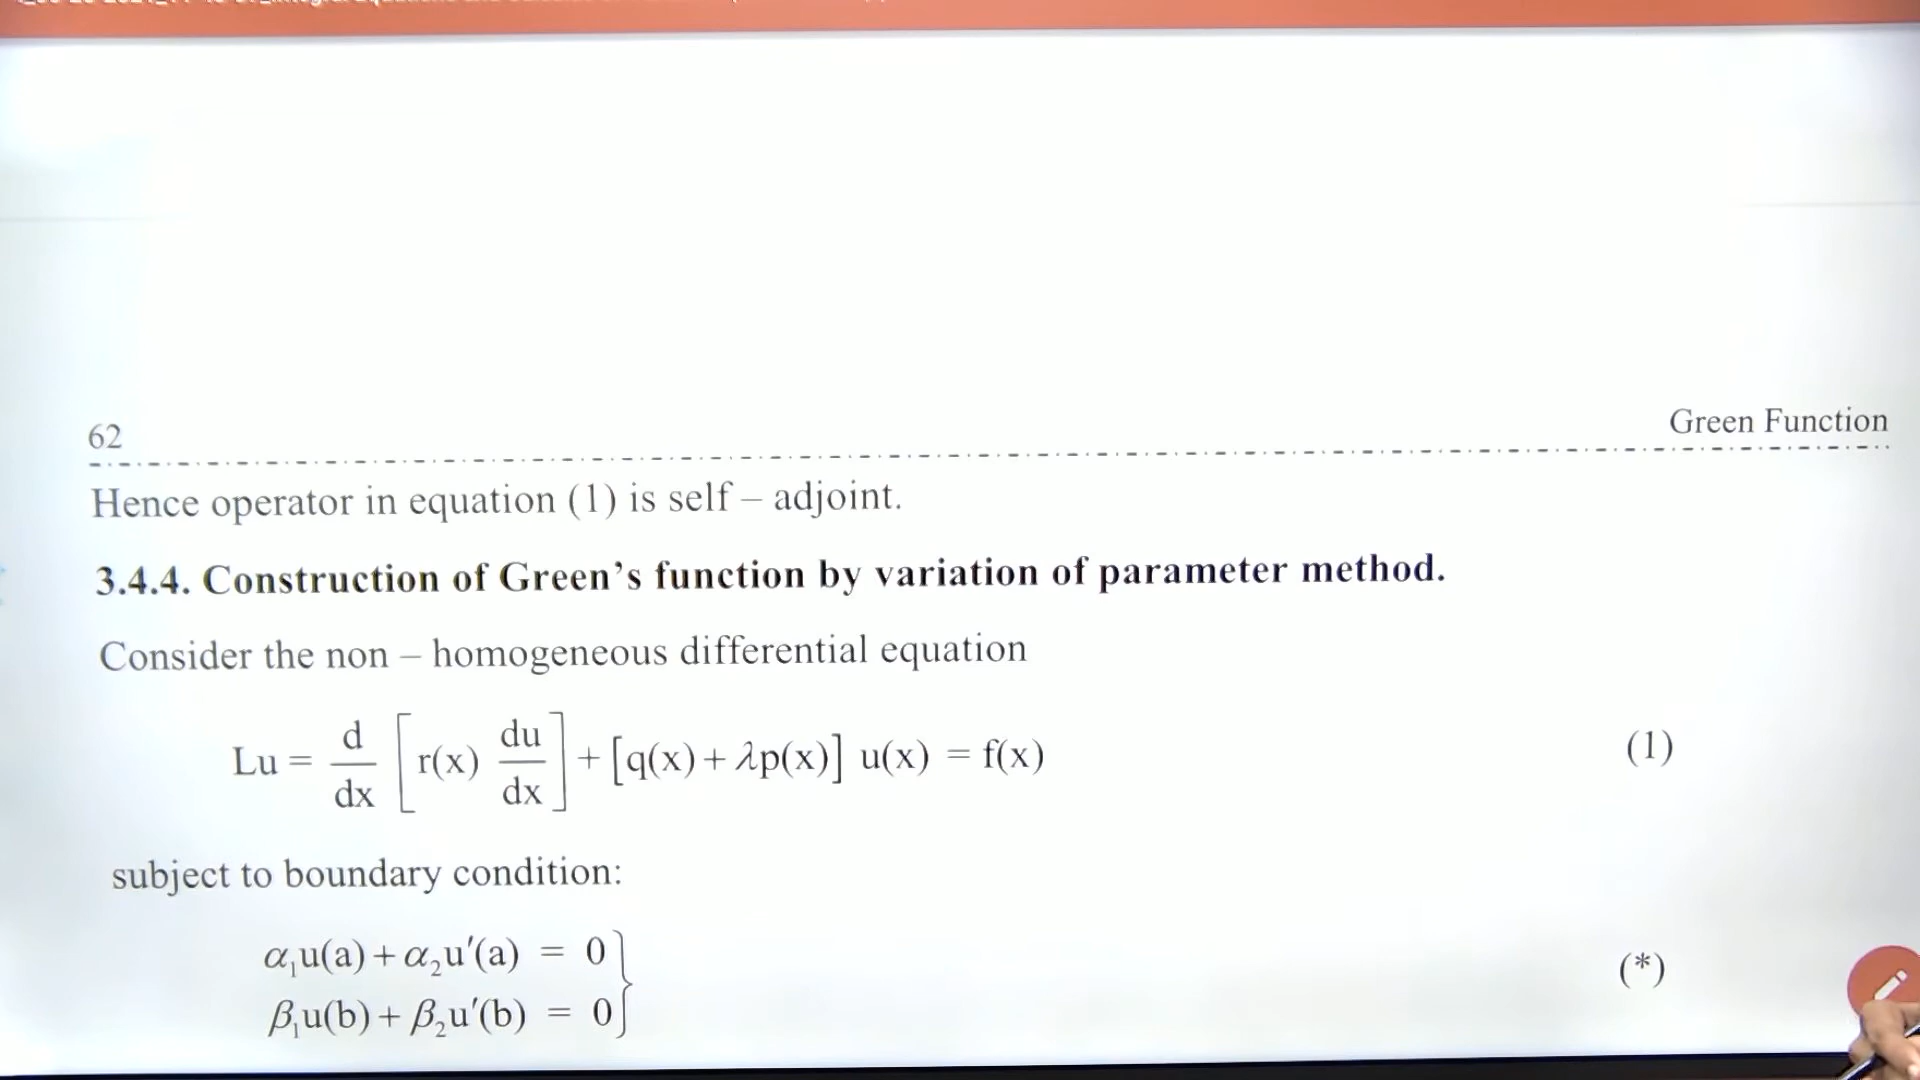 62
Green Function
Hence operator in equation (1) is self – adjoint.
3.4.4. Construction of Green’s function by variation of parameter method.
Consider the non – homogeneous differential equation
Lu = d/dx [ r(x) du/dx ] + [q(x) + λp(x)] u(x) = f(x) (1)
subject to boundary condition:
α₁u(a) + α₂u′(a) = 0
β₁u(b) + β₂u′(b) = 0 } (*)